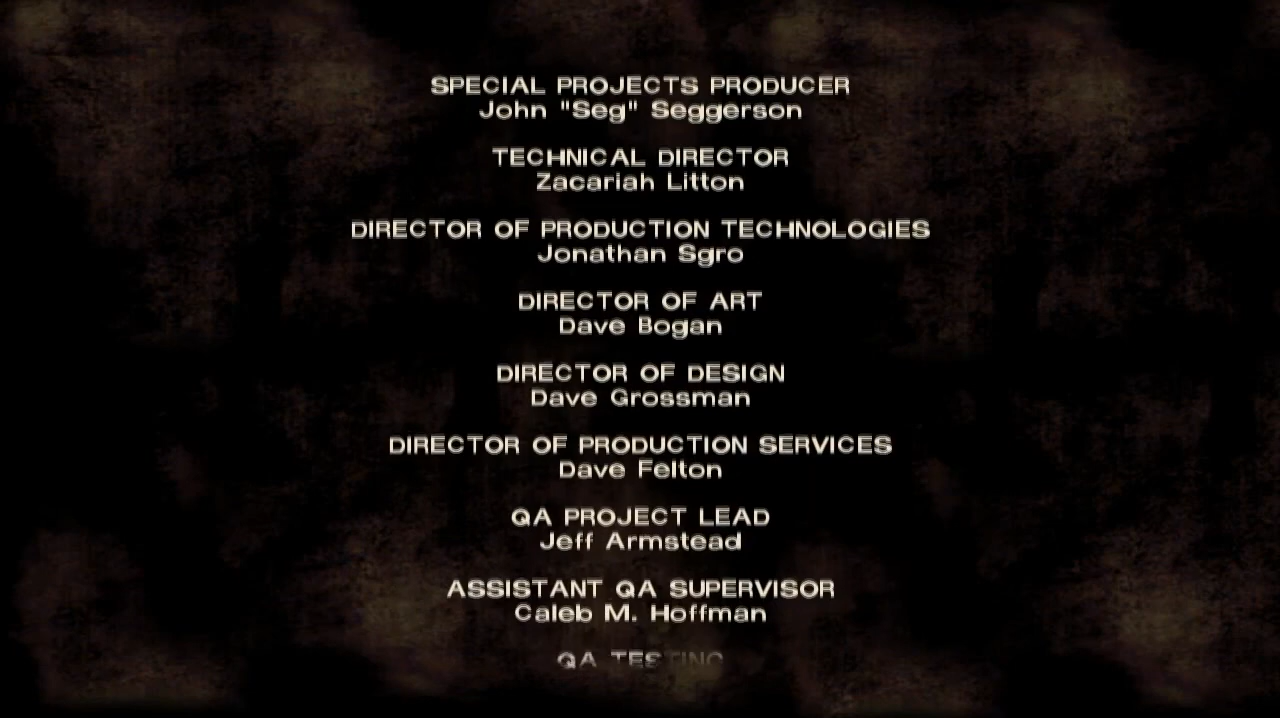 SPECIAL PROJECTS PRODUCER
John "Seg" Seggerson
TECHNICAL DIRECTOR
Zacariah Litton
DIRECTOR OF PRODUCTION TECHNOLOGIES
Jonathan Sgro
DIRECTOR OF ART
Dave Bogan
DIRECTOR OF DESIGN
Dave Grossman
DIRECTOR OF PRODUCTION SERVICES
Dave Felton
QA PROJECT LEAD
Jeff Armstead
ASSISTANT QA SUPERVISOR
Caleb M. Hoffman
QA TESTING